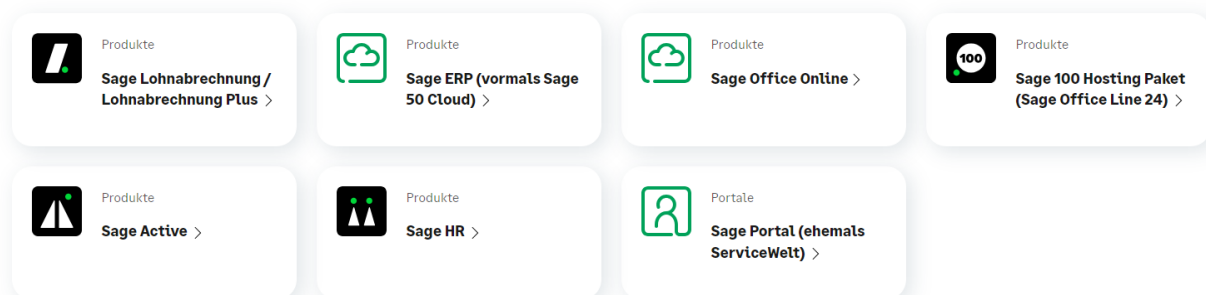 Produkte
Sage Lohnabrechnung /
Lohnabrechnung Plus
Produkte
Sage ERP (vormals Sage
50 Cloud)
Produkte
Sage Office Online
100
Produkte
Sage 100 Hosting Paket
(Sage Office Line 24)
Produkte
Sage Active
Produkte
Sage HR
Portale
Sage Portal (ehemals
ServiceWelt)